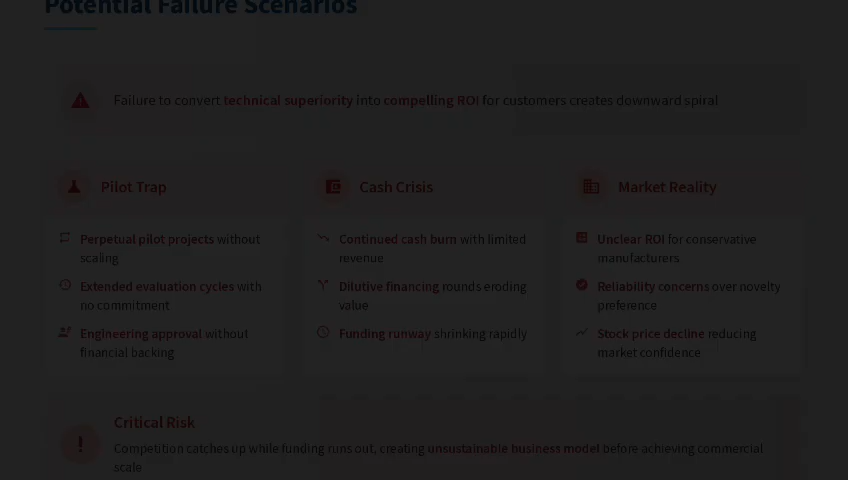 Potential Failure Scenarios
Failure to convert technical superiority into compelling ROI for customers creates downward spiral
Pilot Trap
Perpetual pilot projects without
scaling
Extended evaluation cycles with
no commitment
Engineering approval without
financial backing
Cash Crisis
Continued cash burn with limited
revenue
Dilutive financing rounds eroding
value
Funding runway shrinking rapidly
Market Reality
Unclear ROI for conservative
manufacturers
Reliability concerns over novelty
preference
Stock price decline reducing
market confidence
Critical Risk
Competition catches up while funding runs out, creating unsustainable business model before achieving commercial
scale